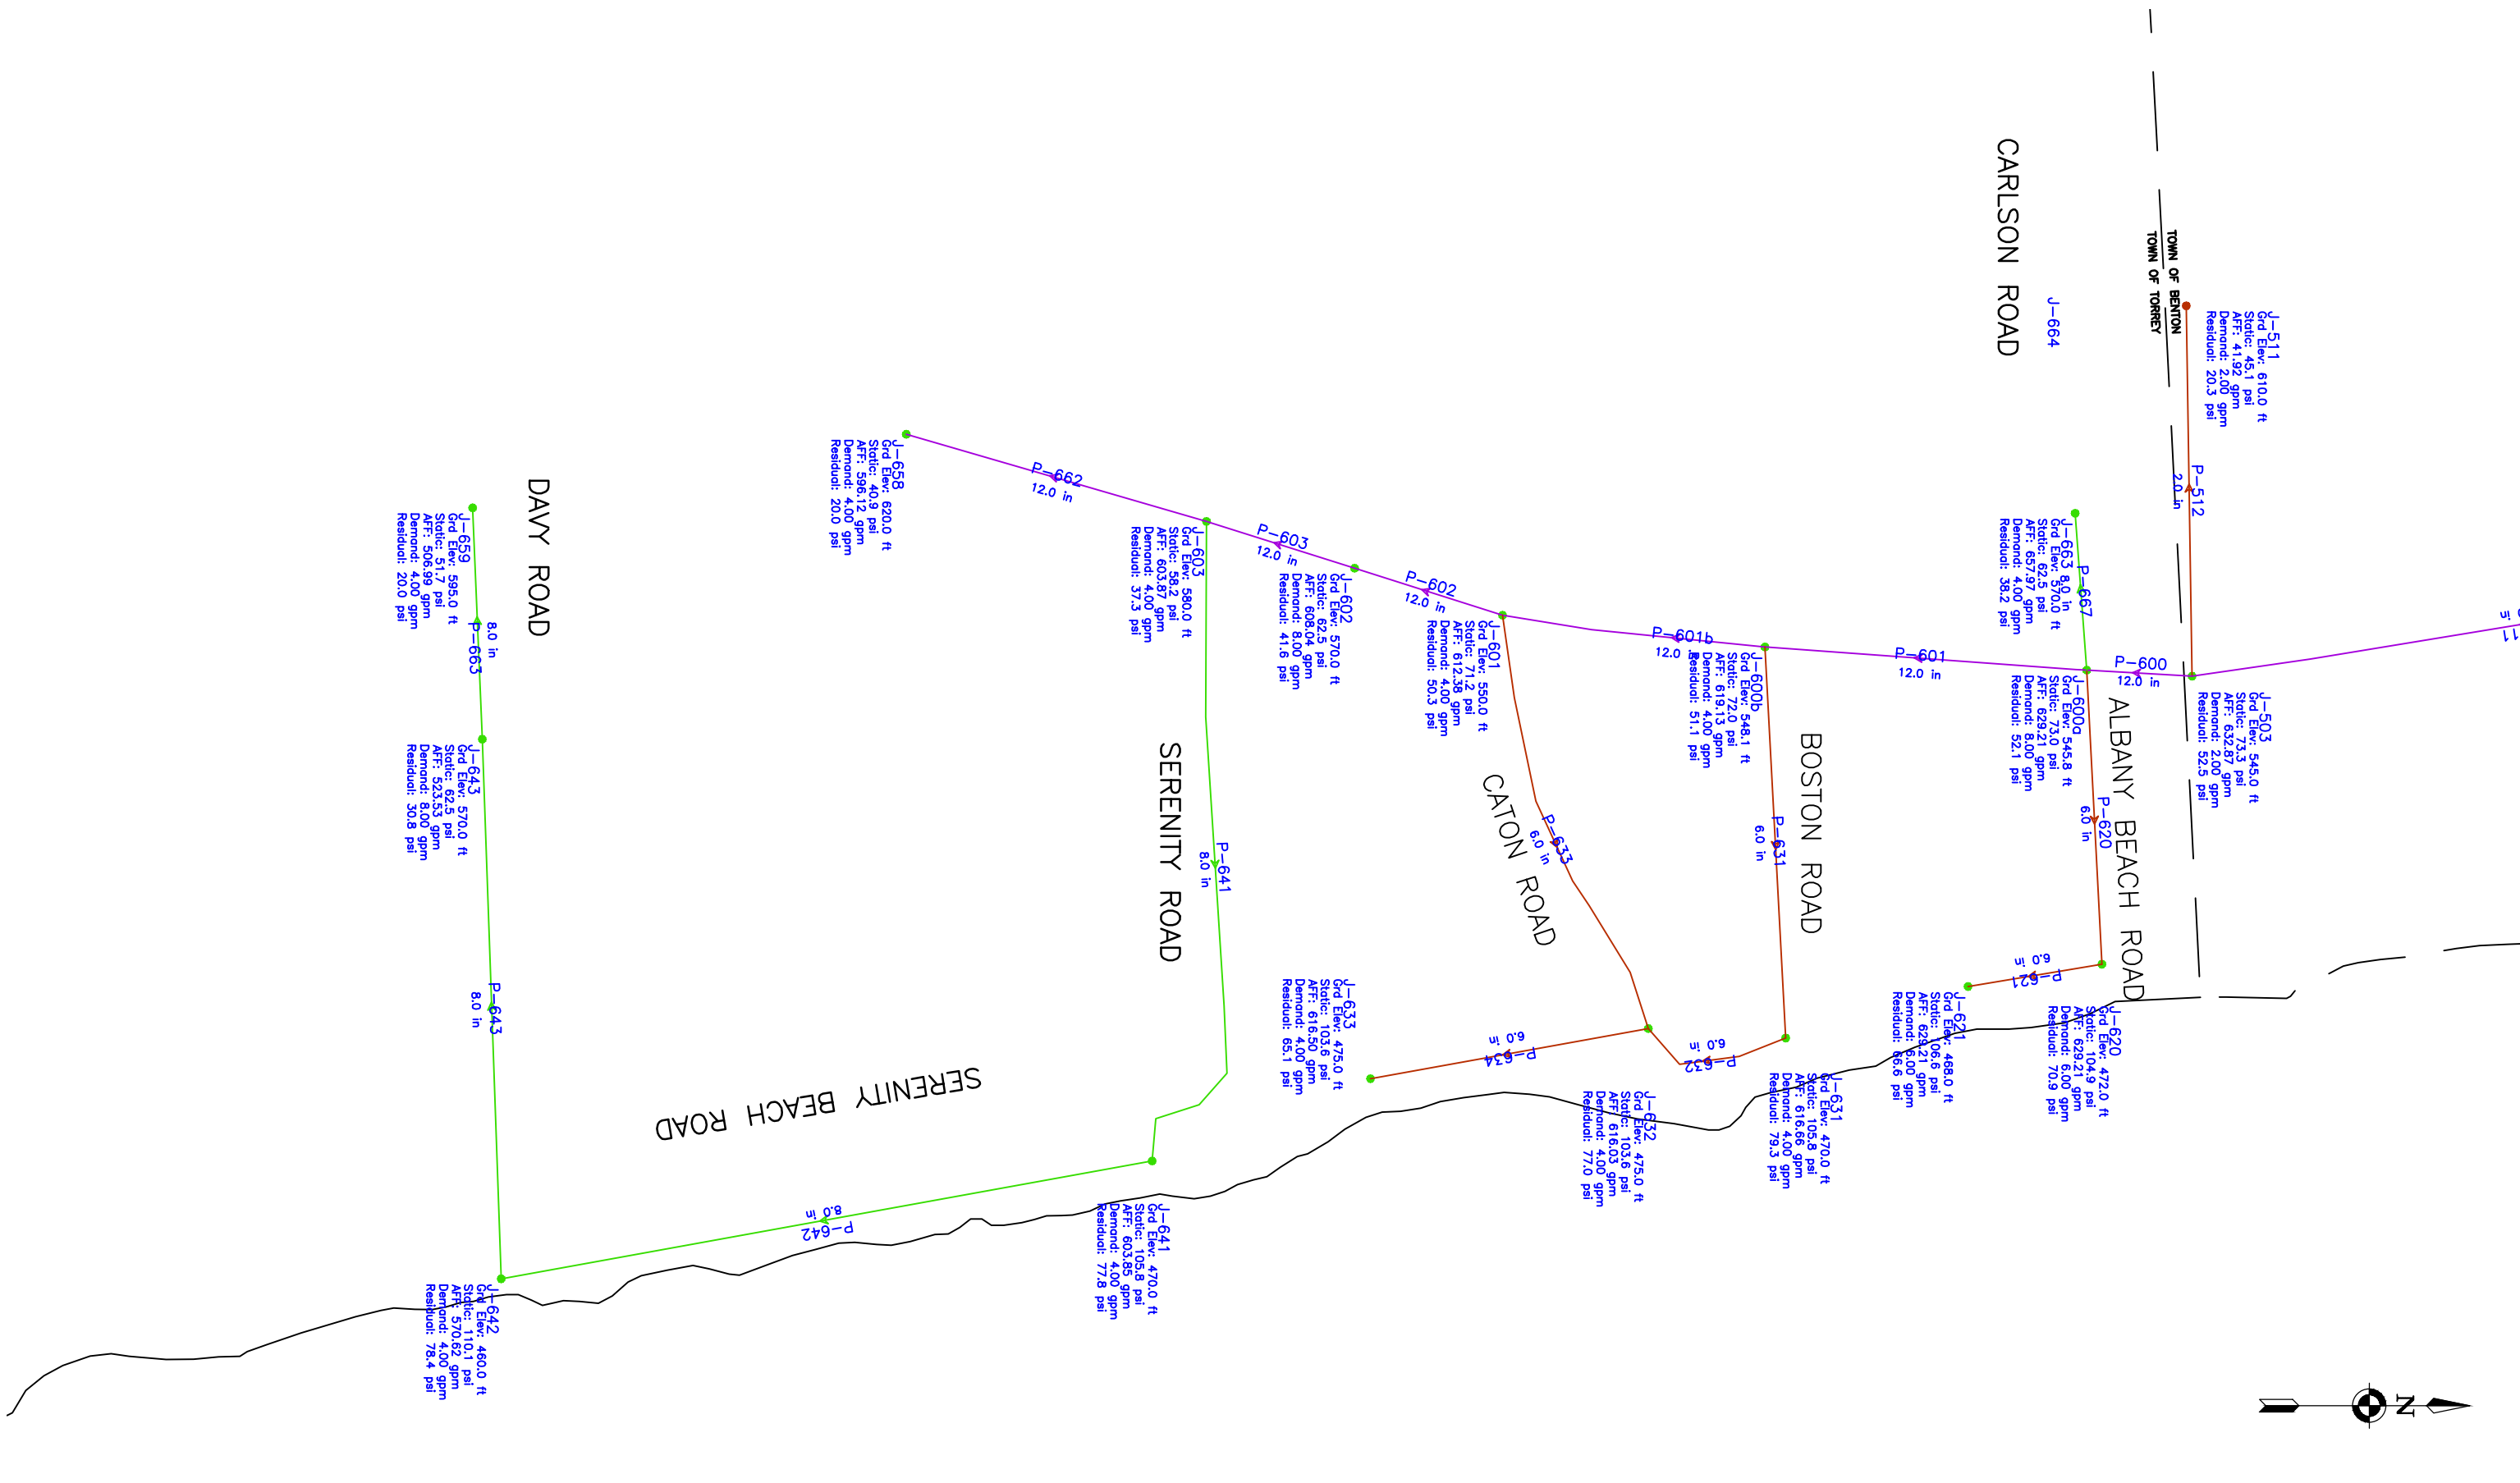 CARLSON ROAD
J-664
TOWN OF BENTON
TOWN OF TORREY
J-511
Grd Elev: 610.0 ft
Static: 45.1 psi
AFF: 41.92 gpm
Demand: 2.00 gpm
Residual: 20.3 psi
P-512
2.0 in
J-658
Grd Elev: 620.0 ft
Static: 40.9 psi
AFF: 596.12 gpm
Demand: 4.00 gpm
Residual: 20.0 psi
P-662
12.0 in
J-603
Grd Elev: 580.0 ft
Static: 58.2 psi
AFF: 603.87 gpm
Demand: 4.00 gpm
Residual: 37.3 psi
P-603
12.0 in
J-602
Grd Elev: 570.0 ft
Static: 62.5 psi
AFF: 608.04 gpm
Demand: 8.00 gpm
Residual: 41.6 psi
P-602
12.0 in
J-601
Grd Elev: 550.0 ft
Static: 71.2 psi
AFF: 612.38 gpm
Demand: 4.00 gpm
Residual: 50.3 psi
P-601b
12.0
J-600b
Grd Elev: 548.1 ft
Static: 72.0 psi
AFF: 619.13 gpm
Demand: 4.00 gpm
Residual: 51.1 psi
P-601
12.0 in
J-663
Grd Elev: 570.0 ft
Static: 62.5 psi
AFF: 657.97 gpm
Demand: 4.00 gpm
Residual: 38.2 psi
P-667
8.0 in
P-600
12.0 in
J-600a
Grd Elev: 545.8 ft
Static: 73.0 psi
AFF: 629.21 gpm
Demand: 8.00 gpm
Residual: 52.1 psi
J-503
Grd Elev: 545.0 ft
Static: 73.3 psi
AFF: 632.87 gpm
Demand: 2.00 gpm
Residual: 52.5 psi
DAVY ROAD
J-659
Grd Elev: 595.0 ft
Static: 51.7 psi
AFF: 506.99 gpm
Demand: 4.00 gpm
Residual: 20.0 psi
P-663
8.0 in
J-643
Grd Elev: 570.0 ft
Static: 62.5 psi
AFF: 523.53 gpm
Demand: 8.00 gpm
Residual: 30.8 psi
P-643
8.0 in
SERENITY ROAD
P-641
8.0 in
CATON ROAD
P-633
6.0 in
BOSTON ROAD
P-631
6.0 in
ALBANY BEACH ROAD
P-620
6.0 in
P-621
6.0 in
J-621
Grd Elev: 468.0 ft
Static: 106.6 psi
AFF: 629.21 gpm
Demand: 6.00 gpm
Residual: 66.6 psi
J-620
Grd Elev: 472.0 ft
Static: 104.9 psi
AFF: 629.21 gpm
Demand: 6.00 gpm
Residual: 70.9 psi
J-633
Grd Elev: 475.0 ft
Static: 103.6 psi
AFF: 616.50 gpm
Demand: 4.00 gpm
Residual: 65.1 psi
P-634
6.0 in
P-632
6.0 in
J-632
Grd Elev: 475.0 ft
Static: 103.6 psi
AFF: 616.03 gpm
Demand: 4.00 gpm
Residual: 77.0 psi
J-631
Grd Elev: 470.0 ft
Static: 105.8 psi
AFF: 616.66 gpm
Demand: 4.00 gpm
Residual: 79.3 psi
SERENITY BEACH ROAD
P-642
8.0 in
J-641
Grd Elev: 470.0 ft
Static: 105.8 psi
AFF: 603.85 gpm
Demand: 4.00 gpm
Residual: 77.8 psi
J-642
Grd Elev: 460.0 ft
Static: 110.1 psi
AFF: 570.62 gpm
Demand: 4.00 gpm
Residual: 78.4 psi
N